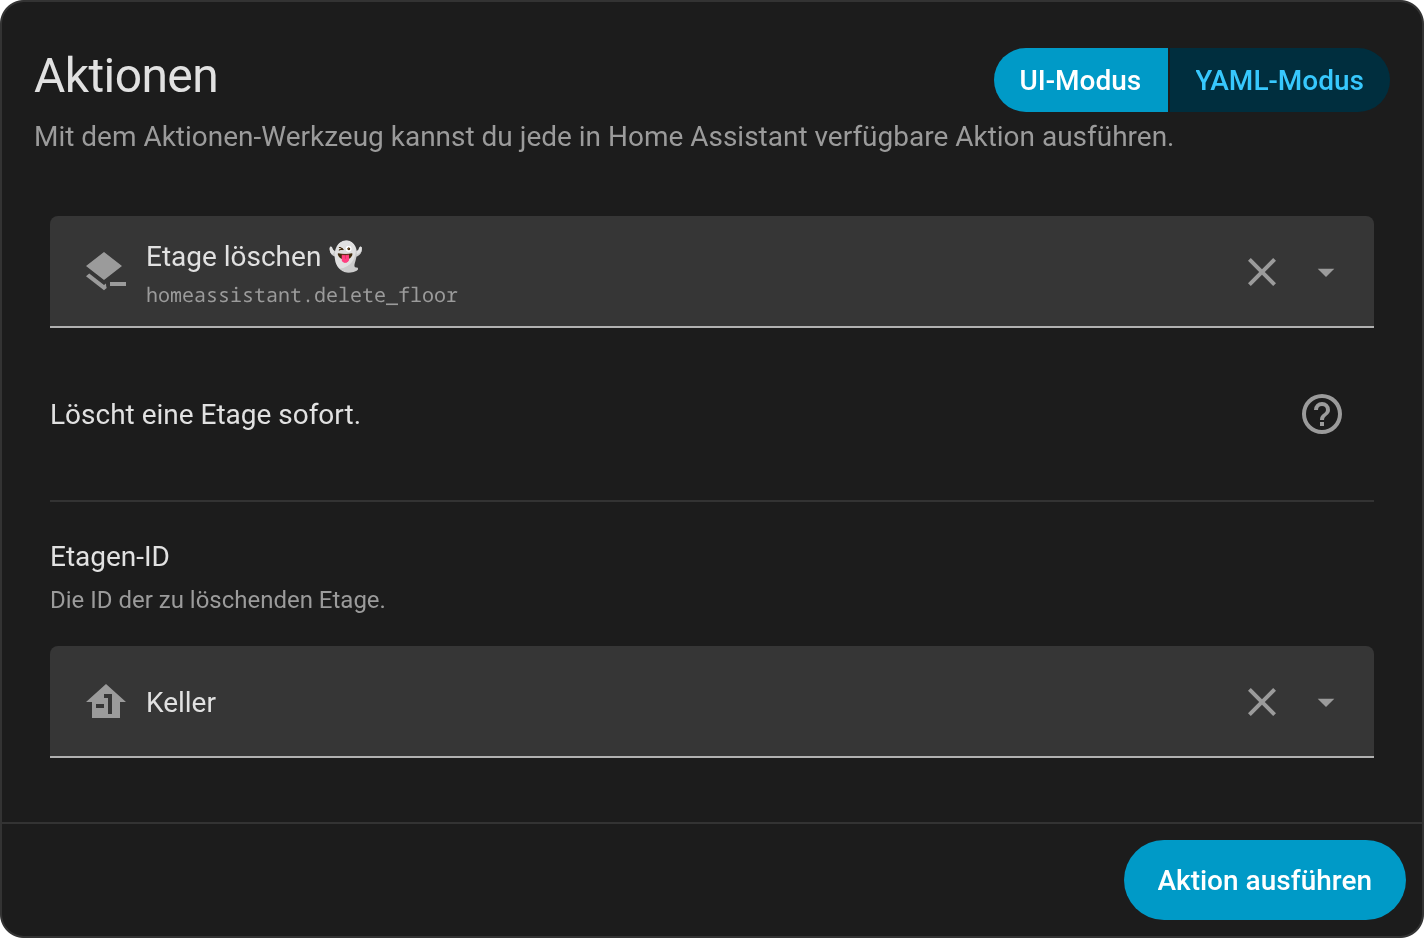 Aktionen
UI-Modus
YAML-Modus
Mit dem Aktionen-Werkzeug kannst du jede in Home Assistant verfügbare Aktion ausführen.
Etage löschen 👻
homeassistant.delete_floor
Löscht eine Etage sofort.
Etagen-ID
Die ID der zu löschenden Etage.
-1
Keller
Aktion ausführen